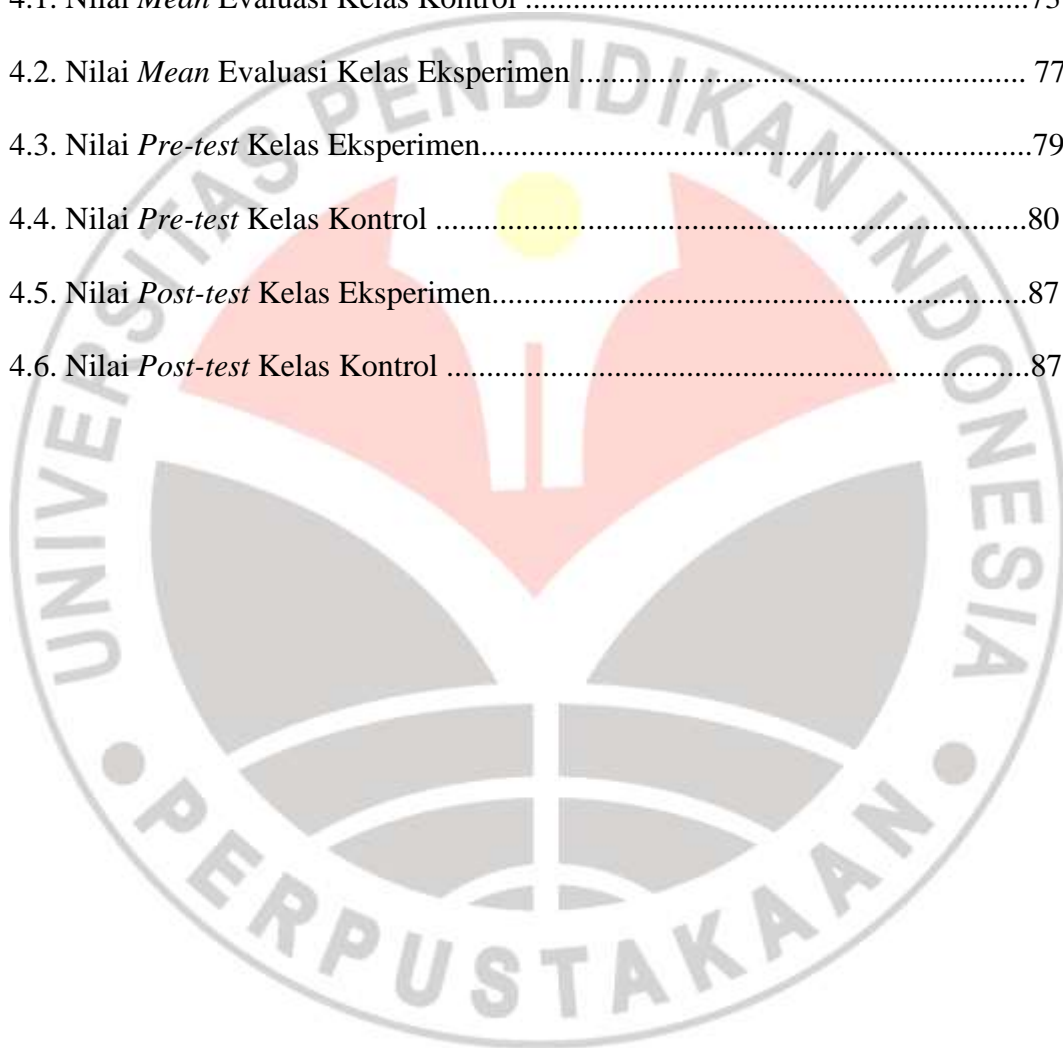 4.1. Nilai Mean Evaluasi Kelas Kontrol ................................................................73
4.2. Nilai Mean Evaluasi Kelas Eksperimen ......................................................... 77
4.3. Nilai Pre-test Kelas Eksperimen......................................................................79
4.4. Nilai Pre-test Kelas Kontrol ...........................................................................80
4.5. Nilai Post-test Kelas Eksperimen.....................................................................87
4.6. Nilai Post-test Kelas Kontrol ..........................................................................87
UNIVERSITAS PENDIDIKAN INDONESIA
PERPUSTAKAAN